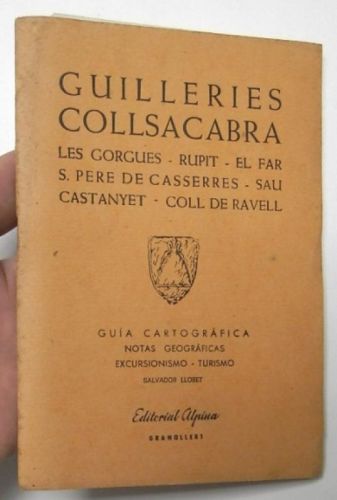 GUILLERIES
COLLSACABRA
LES GORGUES - RUPIT - EL FAR
S. PERE DE CASSERRES - SAU
CASTANYET - COLL DE RAVELL
GUÍA CARTOGRÁFICA
NOTAS GEOGRÁFICAS
EXCURSIONISMO - TURISMO
SALVADOR LLOBET
Editorial Alpina
GRANOLLERS